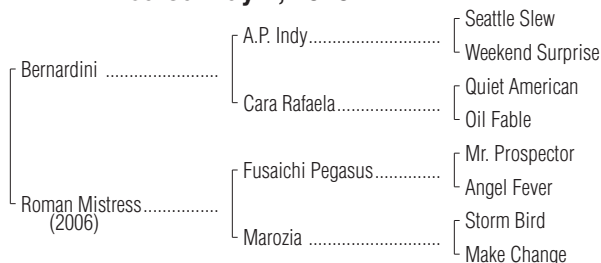 Seattle Slew
A.P. Indy
Weekend Surprise
Bernardini
Quiet American
Cara Rafaela
Oil Fable
Mr. Prospector
Fusaichi Pegasus
Angel Fever
Roman Mistress
(2006)
Storm Bird
Marozia
Make Change